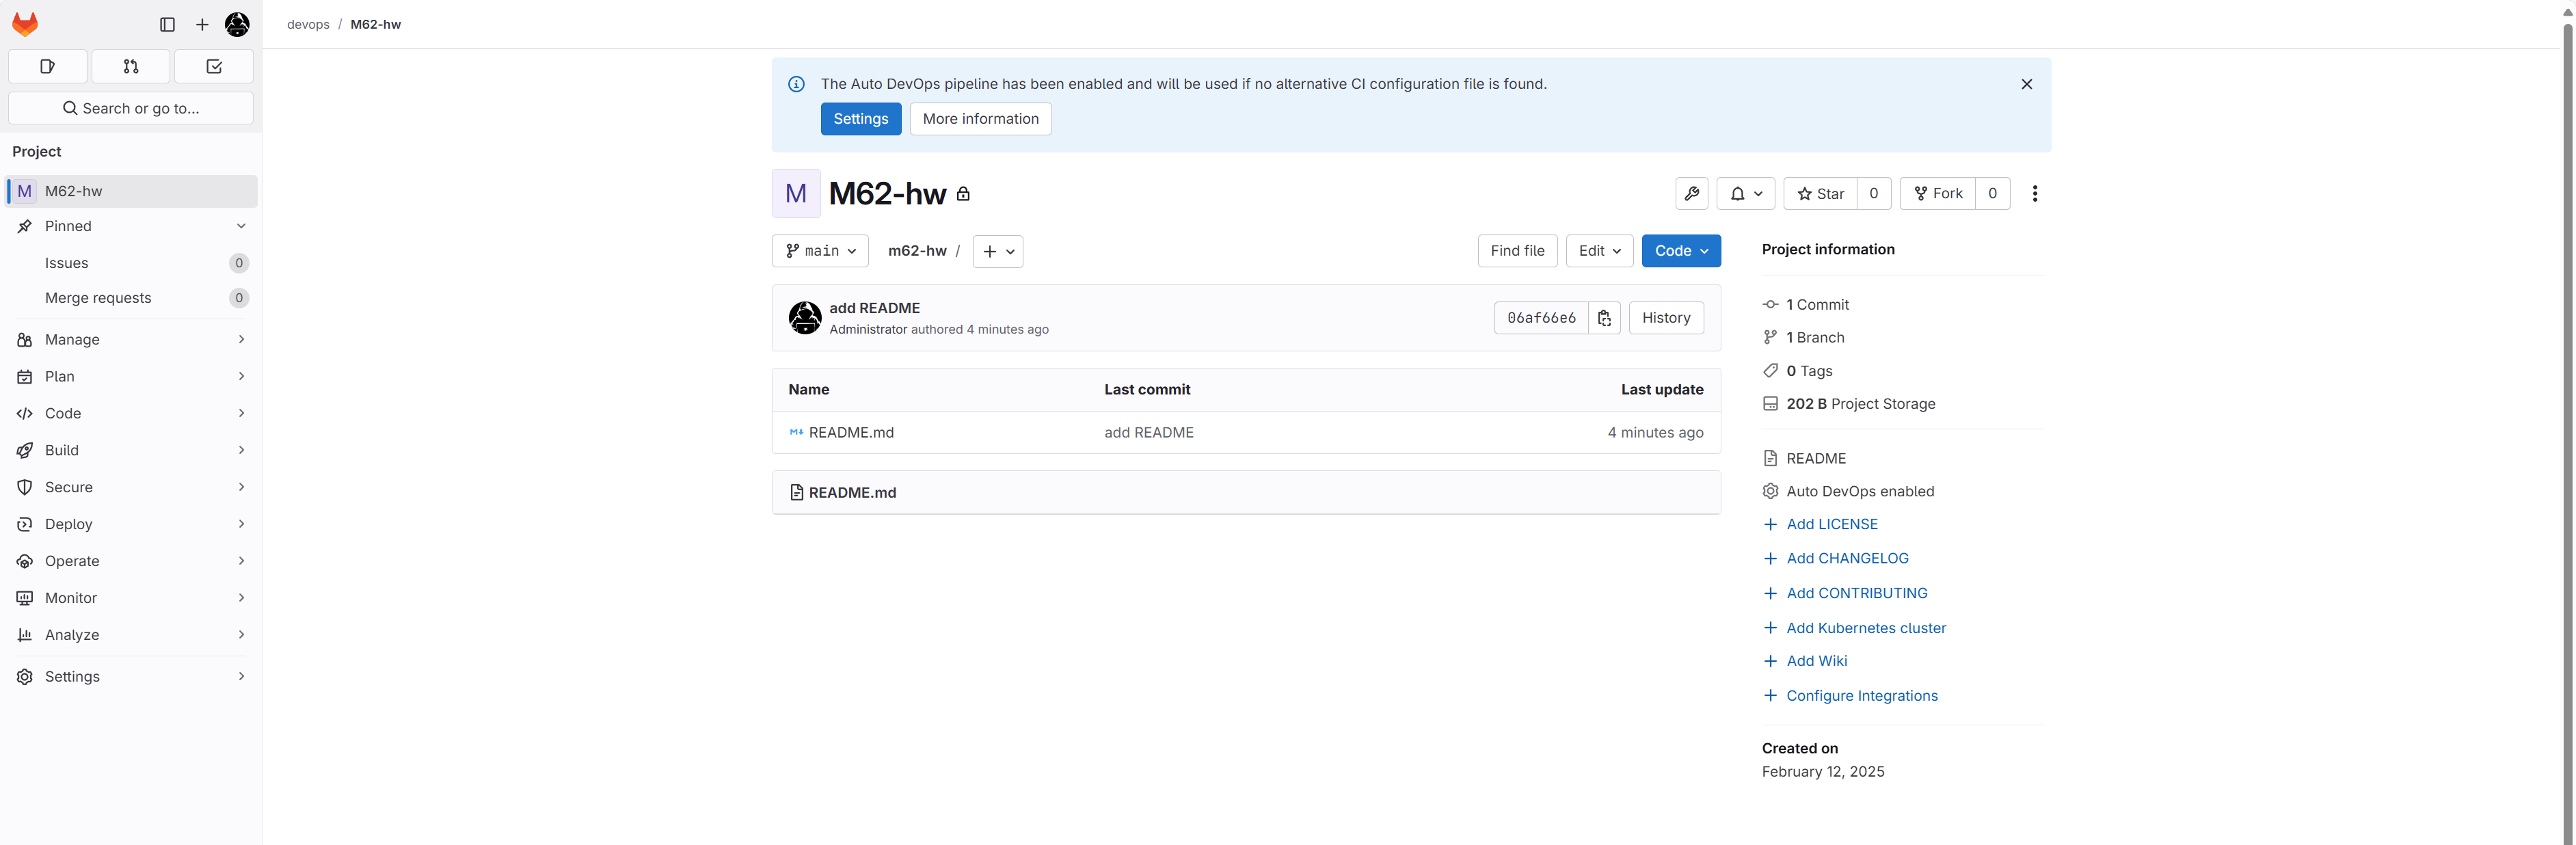 devops / M62-hw
Search or go to...
Project
M M62-hw
Pinned
Issues 0
Merge requests 0
Manage
Plan
Code
Build
Secure
Deploy
Operate
Monitor
Analyze
Settings
The Auto DevOps pipeline has been enabled and will be used if no alternative CI configuration file is found.
Settings More information
M M62-hw
Star 0 Fork 0
main m62-hw / Find file Edit Code
add README
Administrator authored 4 minutes ago
06af66e6 History
Name Last commit Last update
README.md add README 4 minutes ago
README.md
Project information
1 Commit
1 Branch
0 Tags
202 B Project Storage
README
Auto DevOps enabled
Add LICENSE
Add CHANGELOG
Add CONTRIBUTING
Add Kubernetes cluster
Add Wiki
Configure Integrations
Created on
February 12, 2025